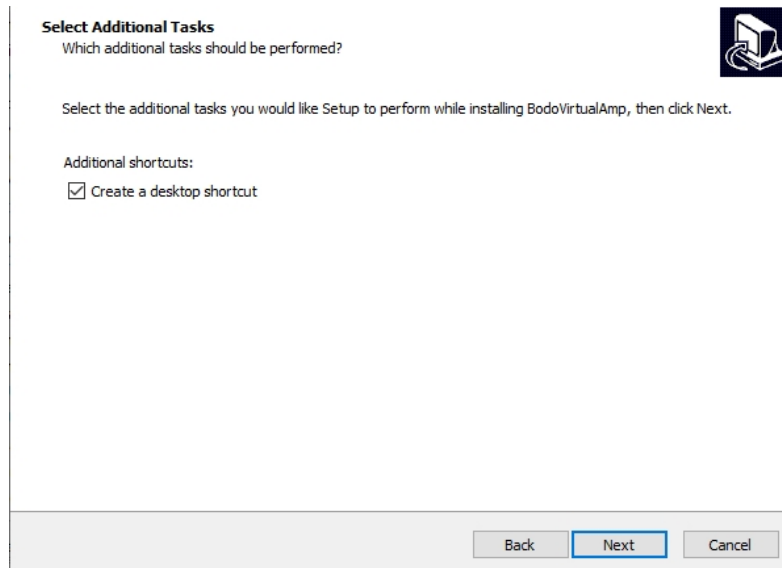 Select Additional Tasks
Which additional tasks should be performed?
Select the additional tasks you would like Setup to perform while installing BodoVirtualAmp, then click Next.
Additional shortcuts:
Create a desktop shortcut
Back Next Cancel